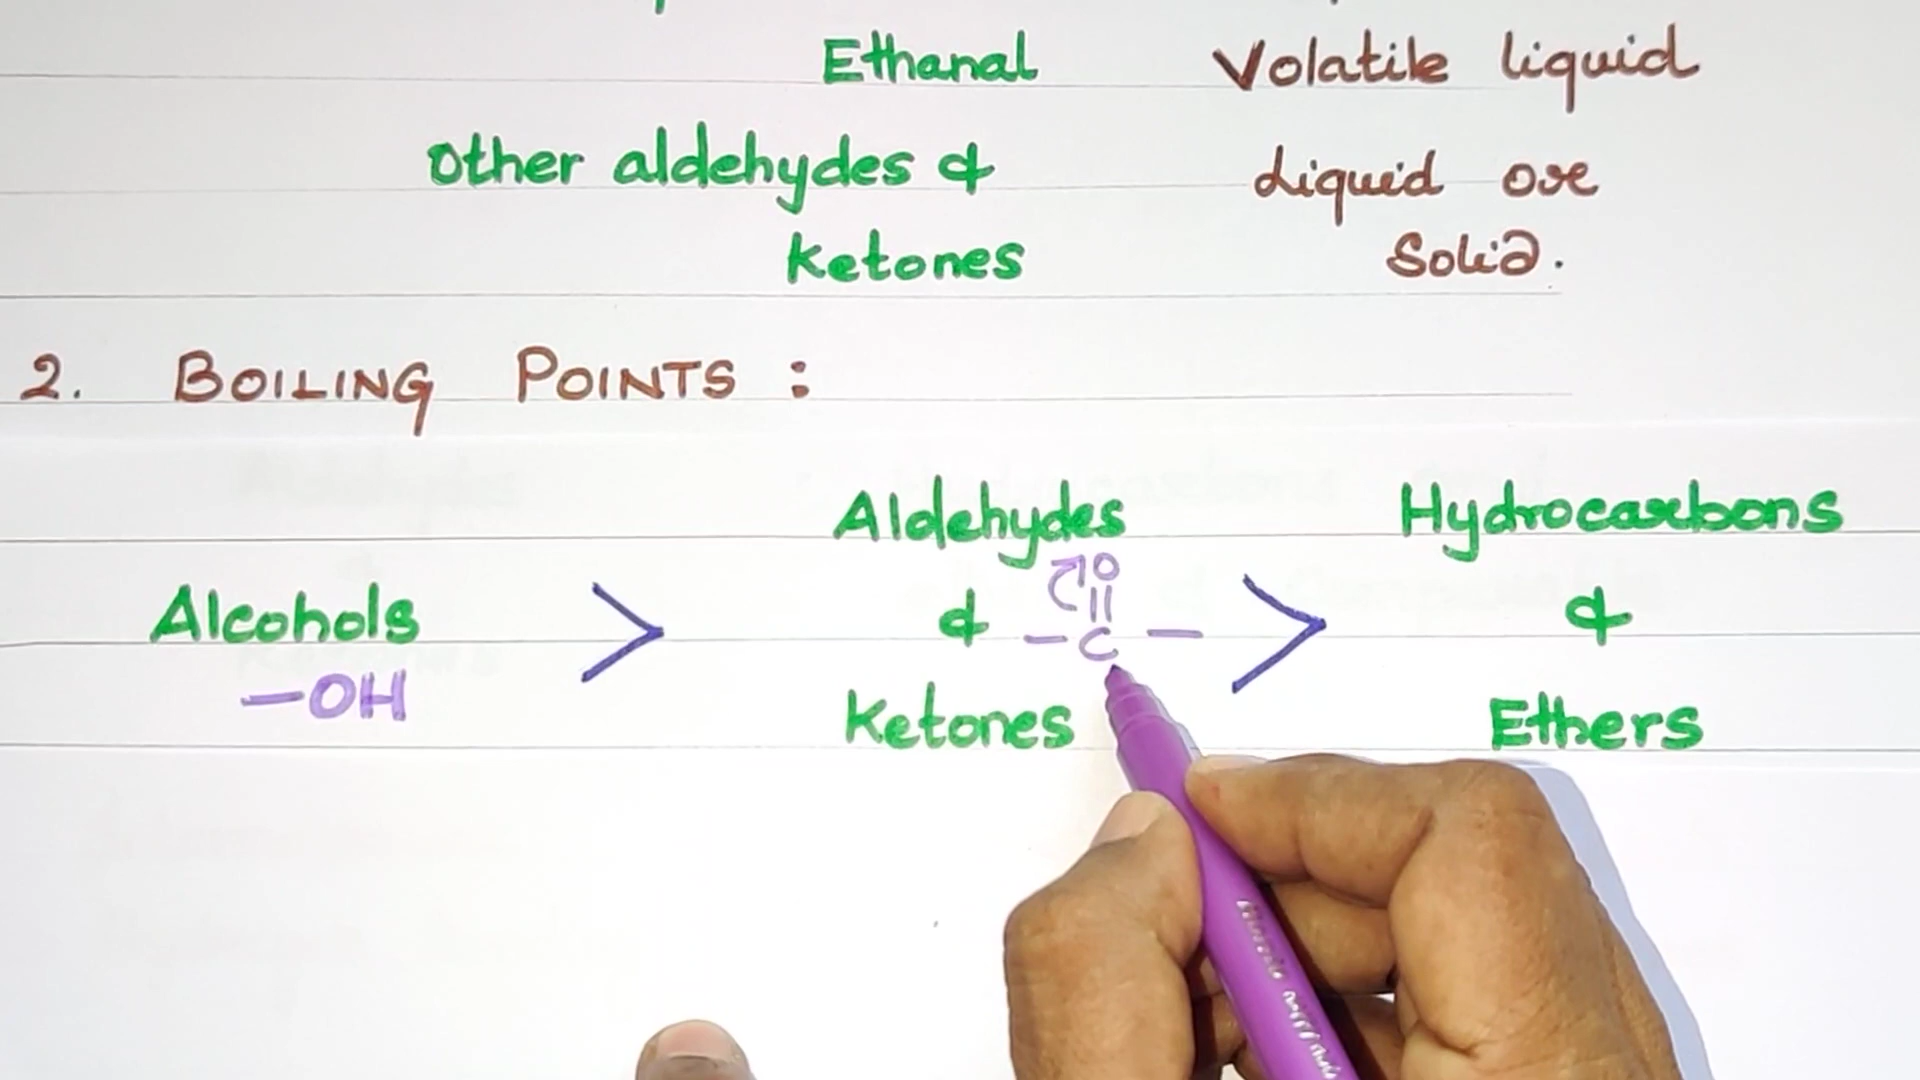 Ethanal Volatile liquid
Other aldehydes & Liquid or
Ketones Solid.
2. BOILING POINTS :
Aldehydes Hydrocarbons
O
||
Alcohols > & – C – > &
–OH Ketones Ethers